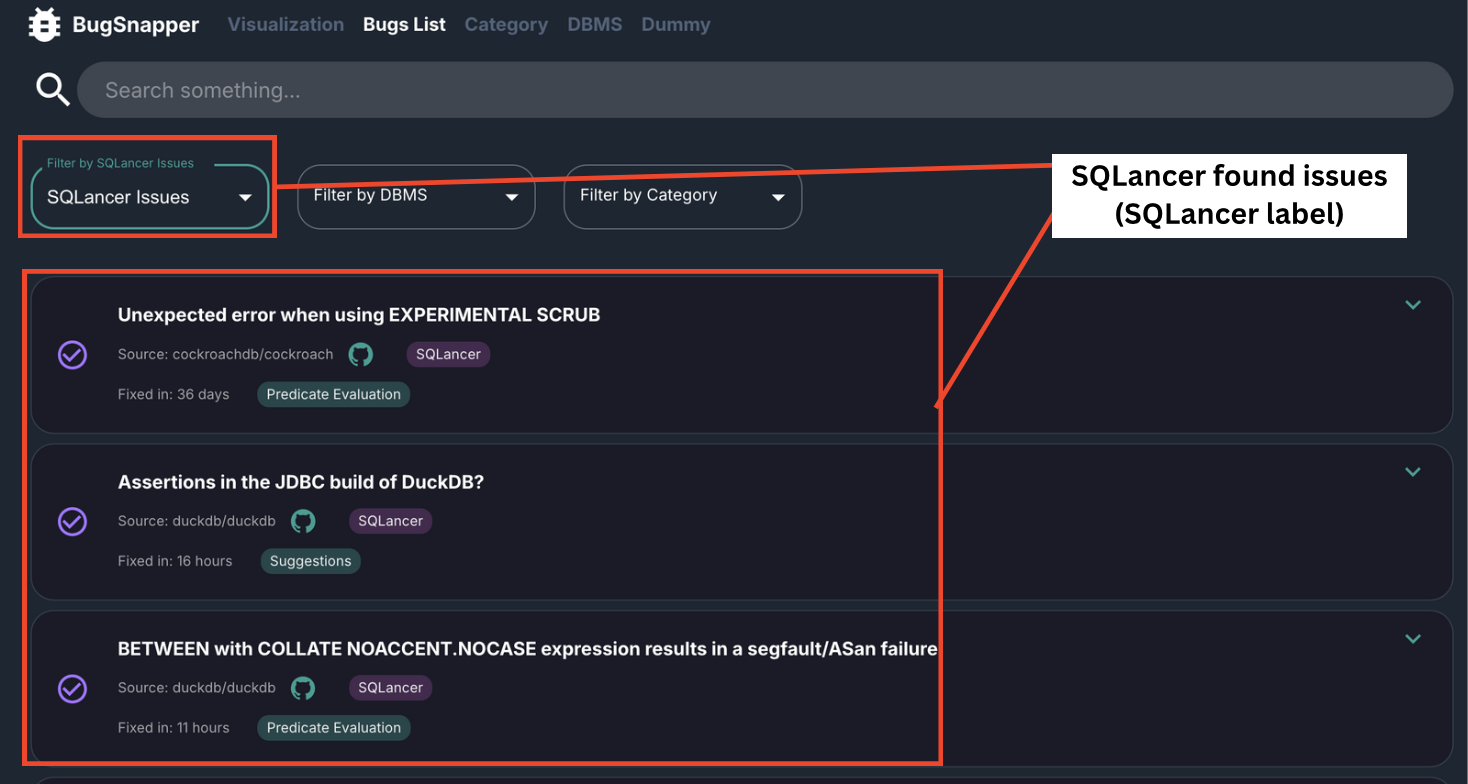 BugSnapper Visualization Bugs List Category DBMS Dummy
Search something...
Filter by SQLancer Issues
SQLancer Issues
Filter by DBMS
Filter by Category
SQLancer found issues
(SQLancer label)
Unexpected error when using EXPERIMENTAL SCRUB
Source: cockroachdb/cockroach SQLancer
Fixed in: 36 days Predicate Evaluation
Assertions in the JDBC build of DuckDB?
Source: duckdb/duckdb SQLancer
Fixed in: 16 hours Suggestions
BETWEEN with COLLATE NOACCENT.NOCASE expression results in a segfault/ASan failure
Source: duckdb/duckdb SQLancer
Fixed in: 11 hours Predicate Evaluation